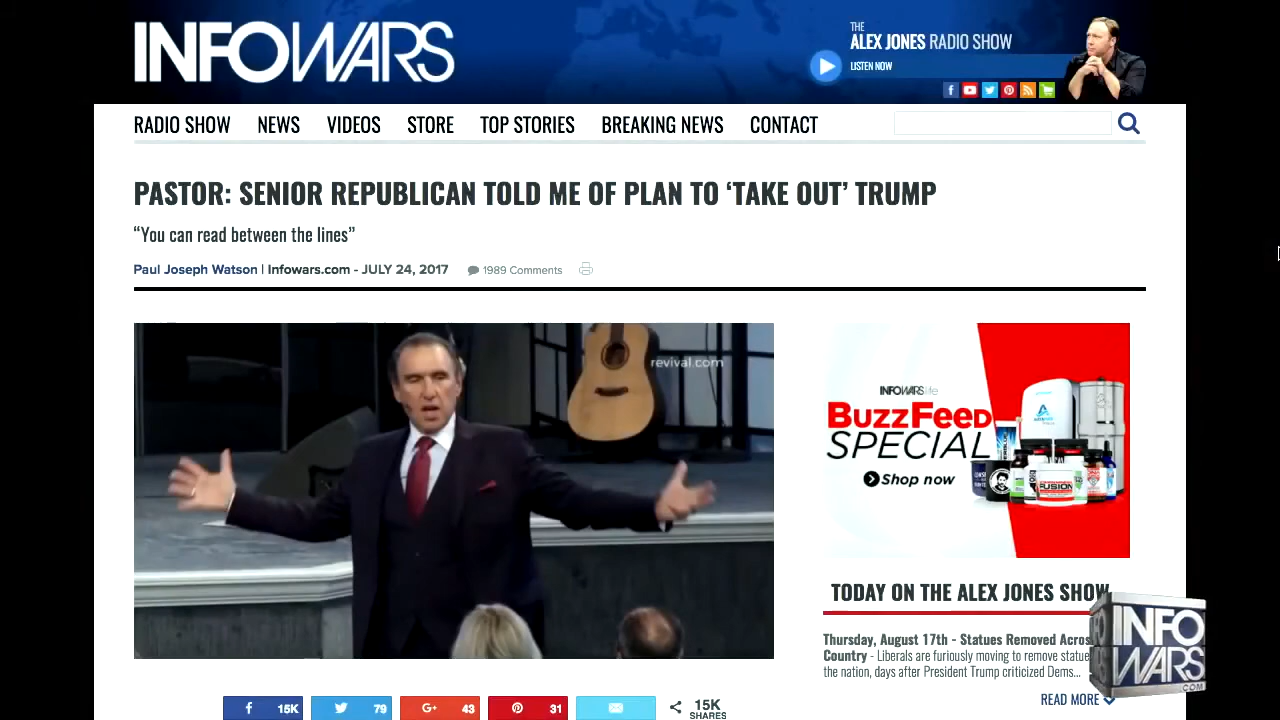 INFOWARS
THE
ALEX JONES RADIO SHOW
LISTEN NOW
RADIO SHOW NEWS VIDEOS STORE TOP STORIES BREAKING NEWS CONTACT
PASTOR: SENIOR REPUBLICAN TOLD ME OF PLAN TO ‘TAKE OUT’ TRUMP
“You can read between the lines”
Paul Joseph Watson | Infowars.com - JULY 24, 2017 1989 Comments
revival.com
INFOWARS life
BUZZFEED
SPECIAL
Shop now
FUSION
TODAY ON THE ALEX JONES SHOW
Thursday, August 17th - Statues Removed Acros
Country - Liberals are furiously moving to remove statue
the nation, days after President Trump criticized Dems...
READ MORE
INFO
WARS
.COM
15K 79 43 31 15K
SHARES